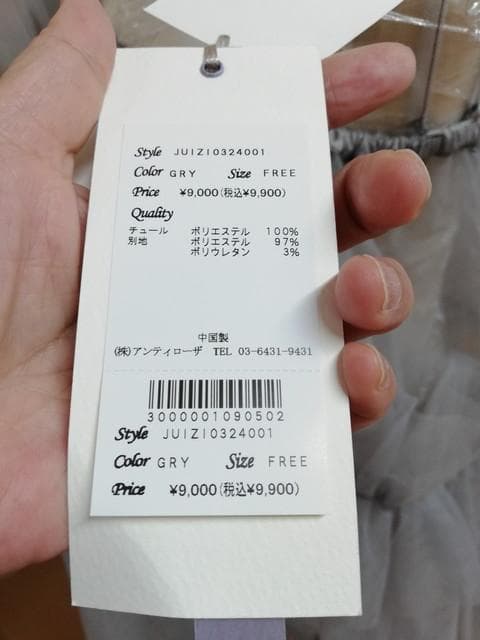 Style JUIZI0324001
Color GRY Size FREE
Price ¥9,000(税込¥9,900)
Quality
チュール ポリエステル 100%
別地 ポリエステル 97%
ポリウレタン 3%
中国製
(株)アンティローザ TEL 03-6431-9431
3000001090502
Style JUIZI0324001
Color GRY Size FREE
Price ¥9,000(税込¥9,900)